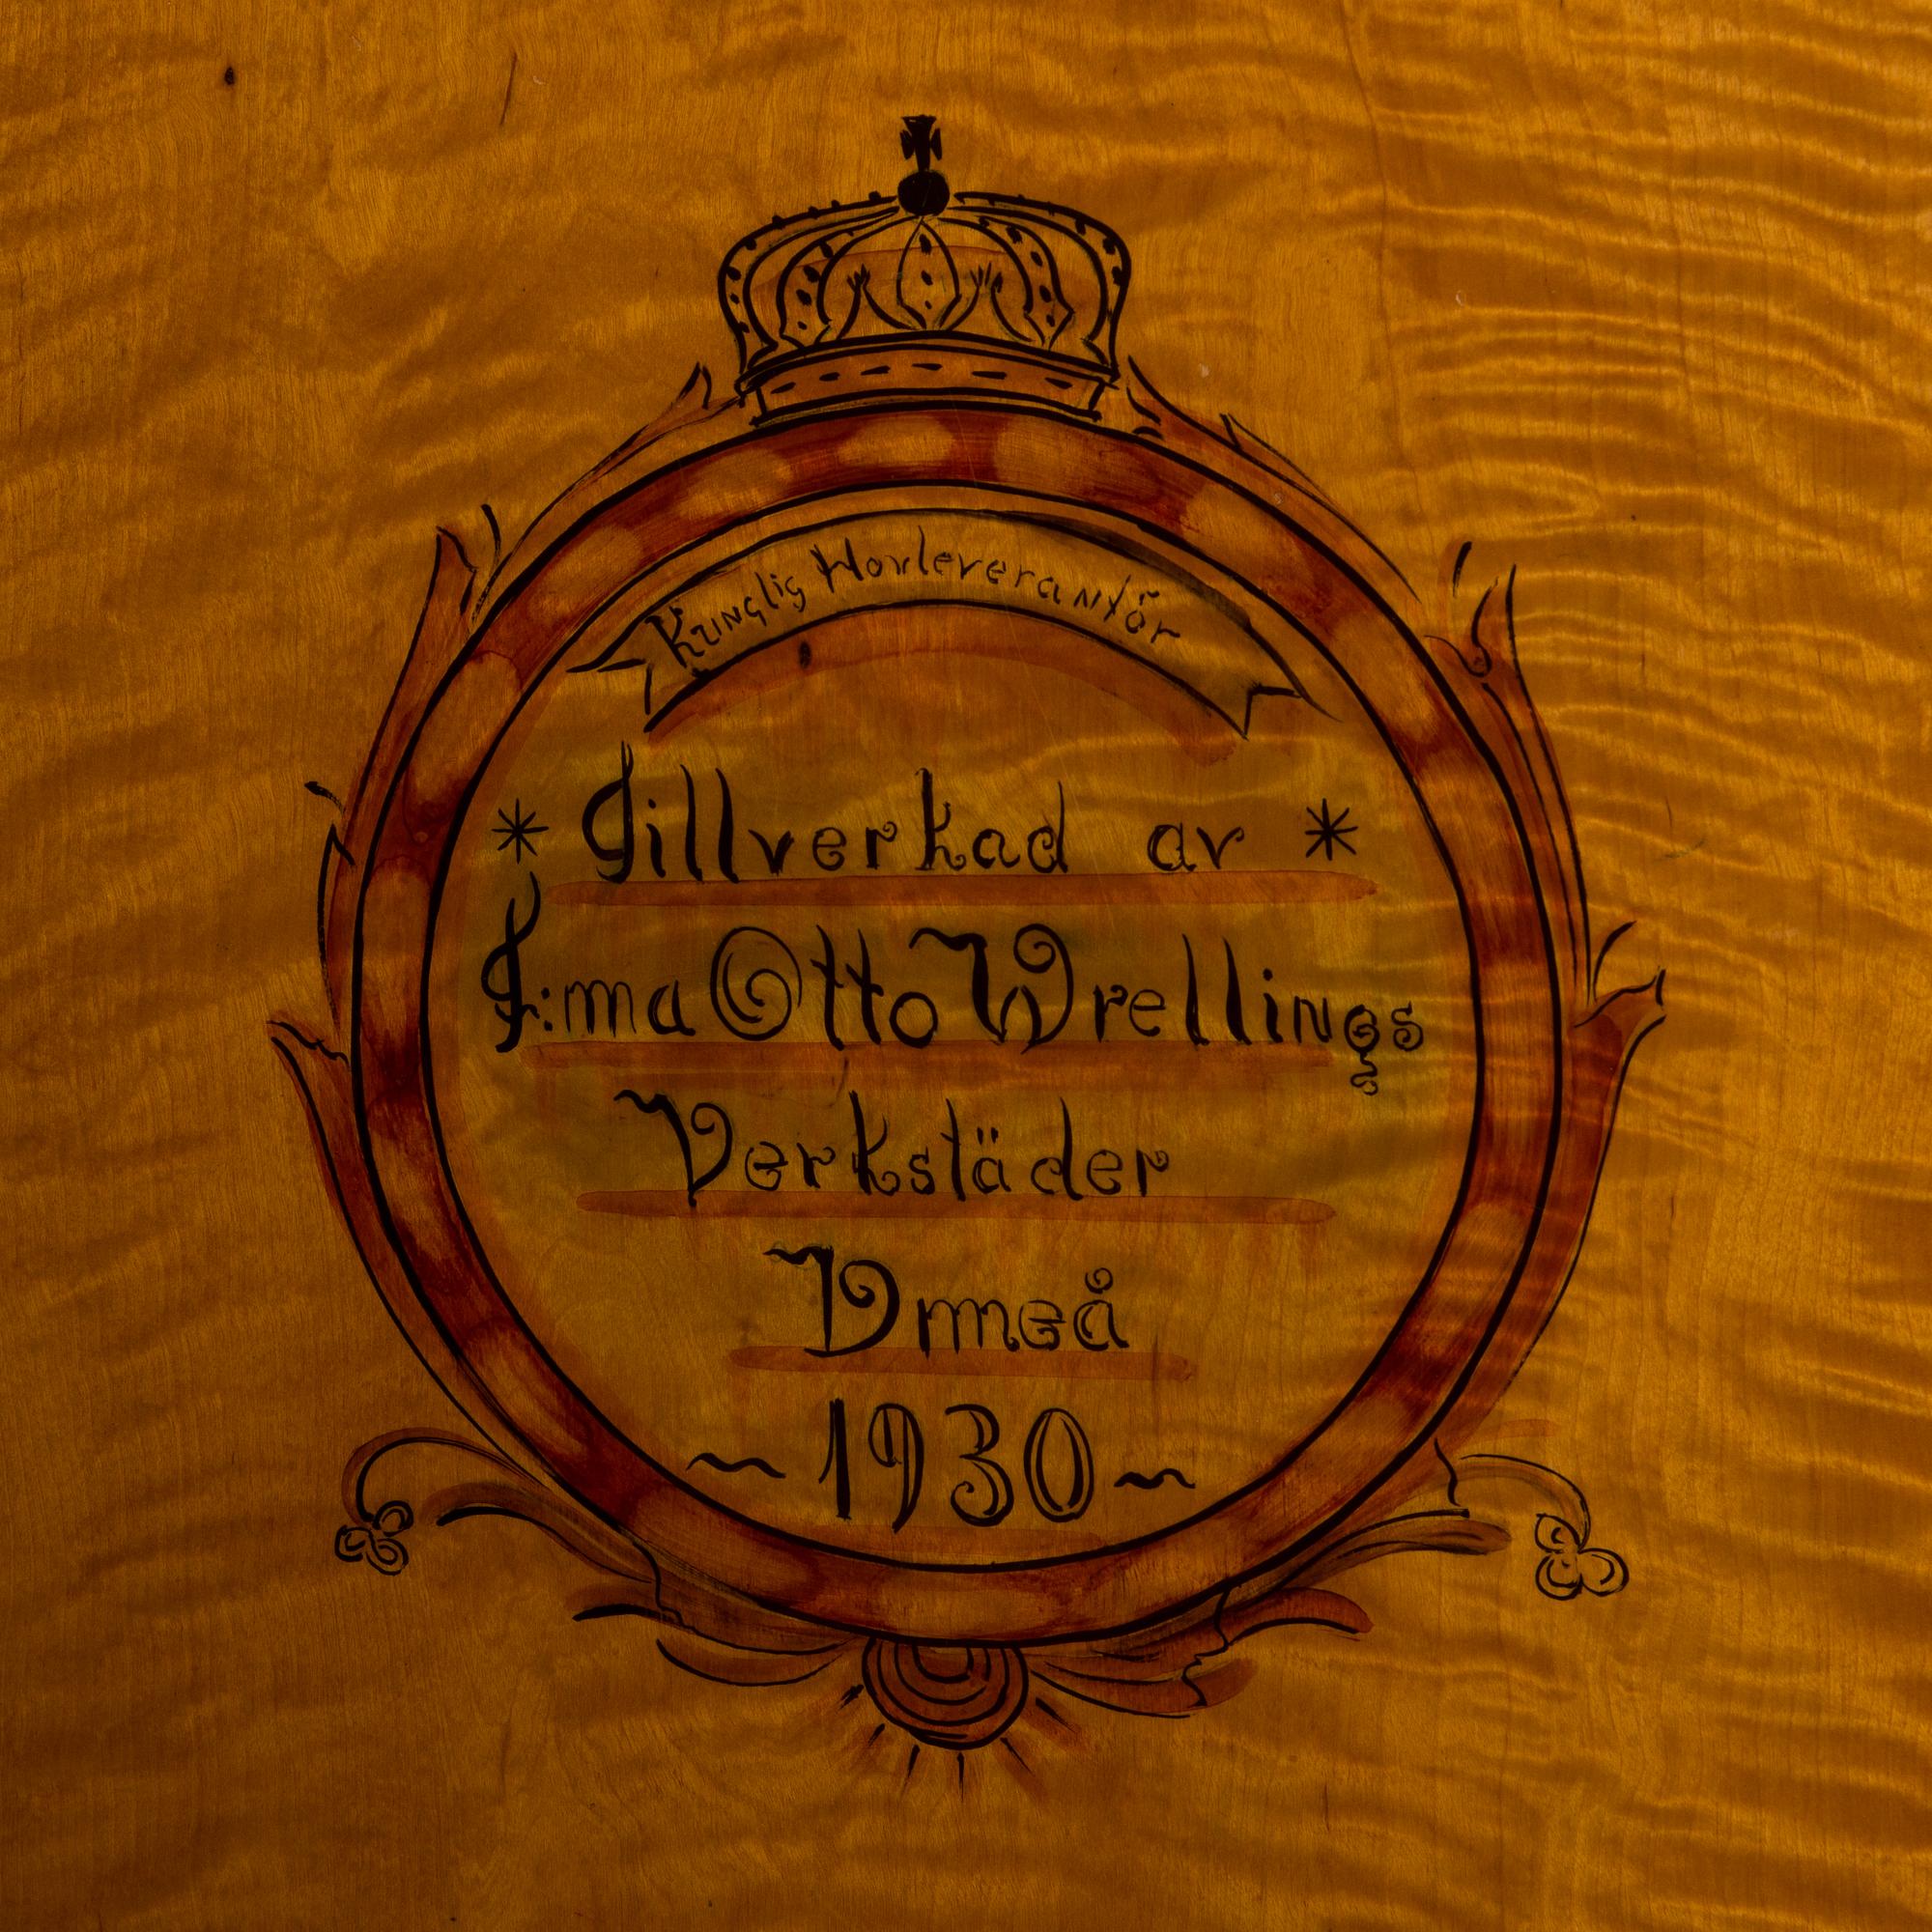 Kunglig Hovleverantör
* Tillverkad av *
F:ma Otto Wrellings
Verkstäder
Umeå
~ 1930 ~